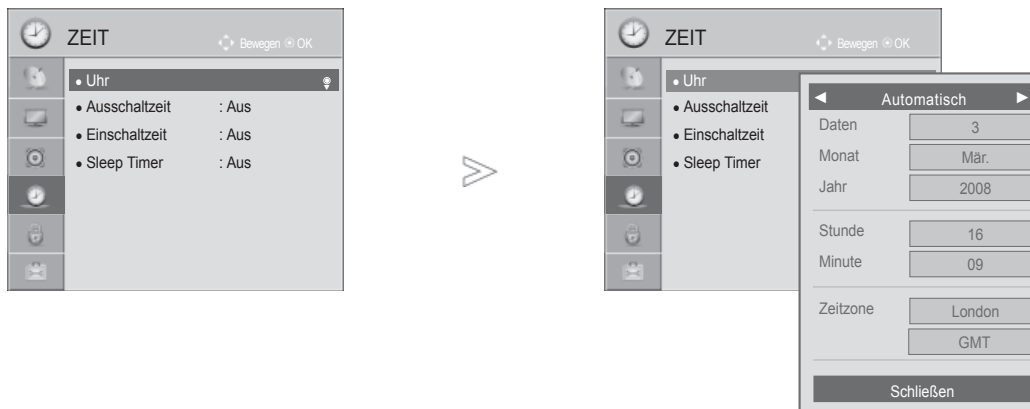 ZEIT
Bewegen OK
• Uhr
• Ausschaltzeit : Aus
• Einschaltzeit : Aus
• Sleep Timer : Aus
>
ZEIT
Bewegen OK
• Uhr
• Ausschaltzeit
• Einschaltzeit
• Sleep Timer
◄ Automatisch ►
Daten 3
Monat Mär.
Jahr 2008
Stunde 16
Minute 09
Zeitzone London
GMT
Schließen